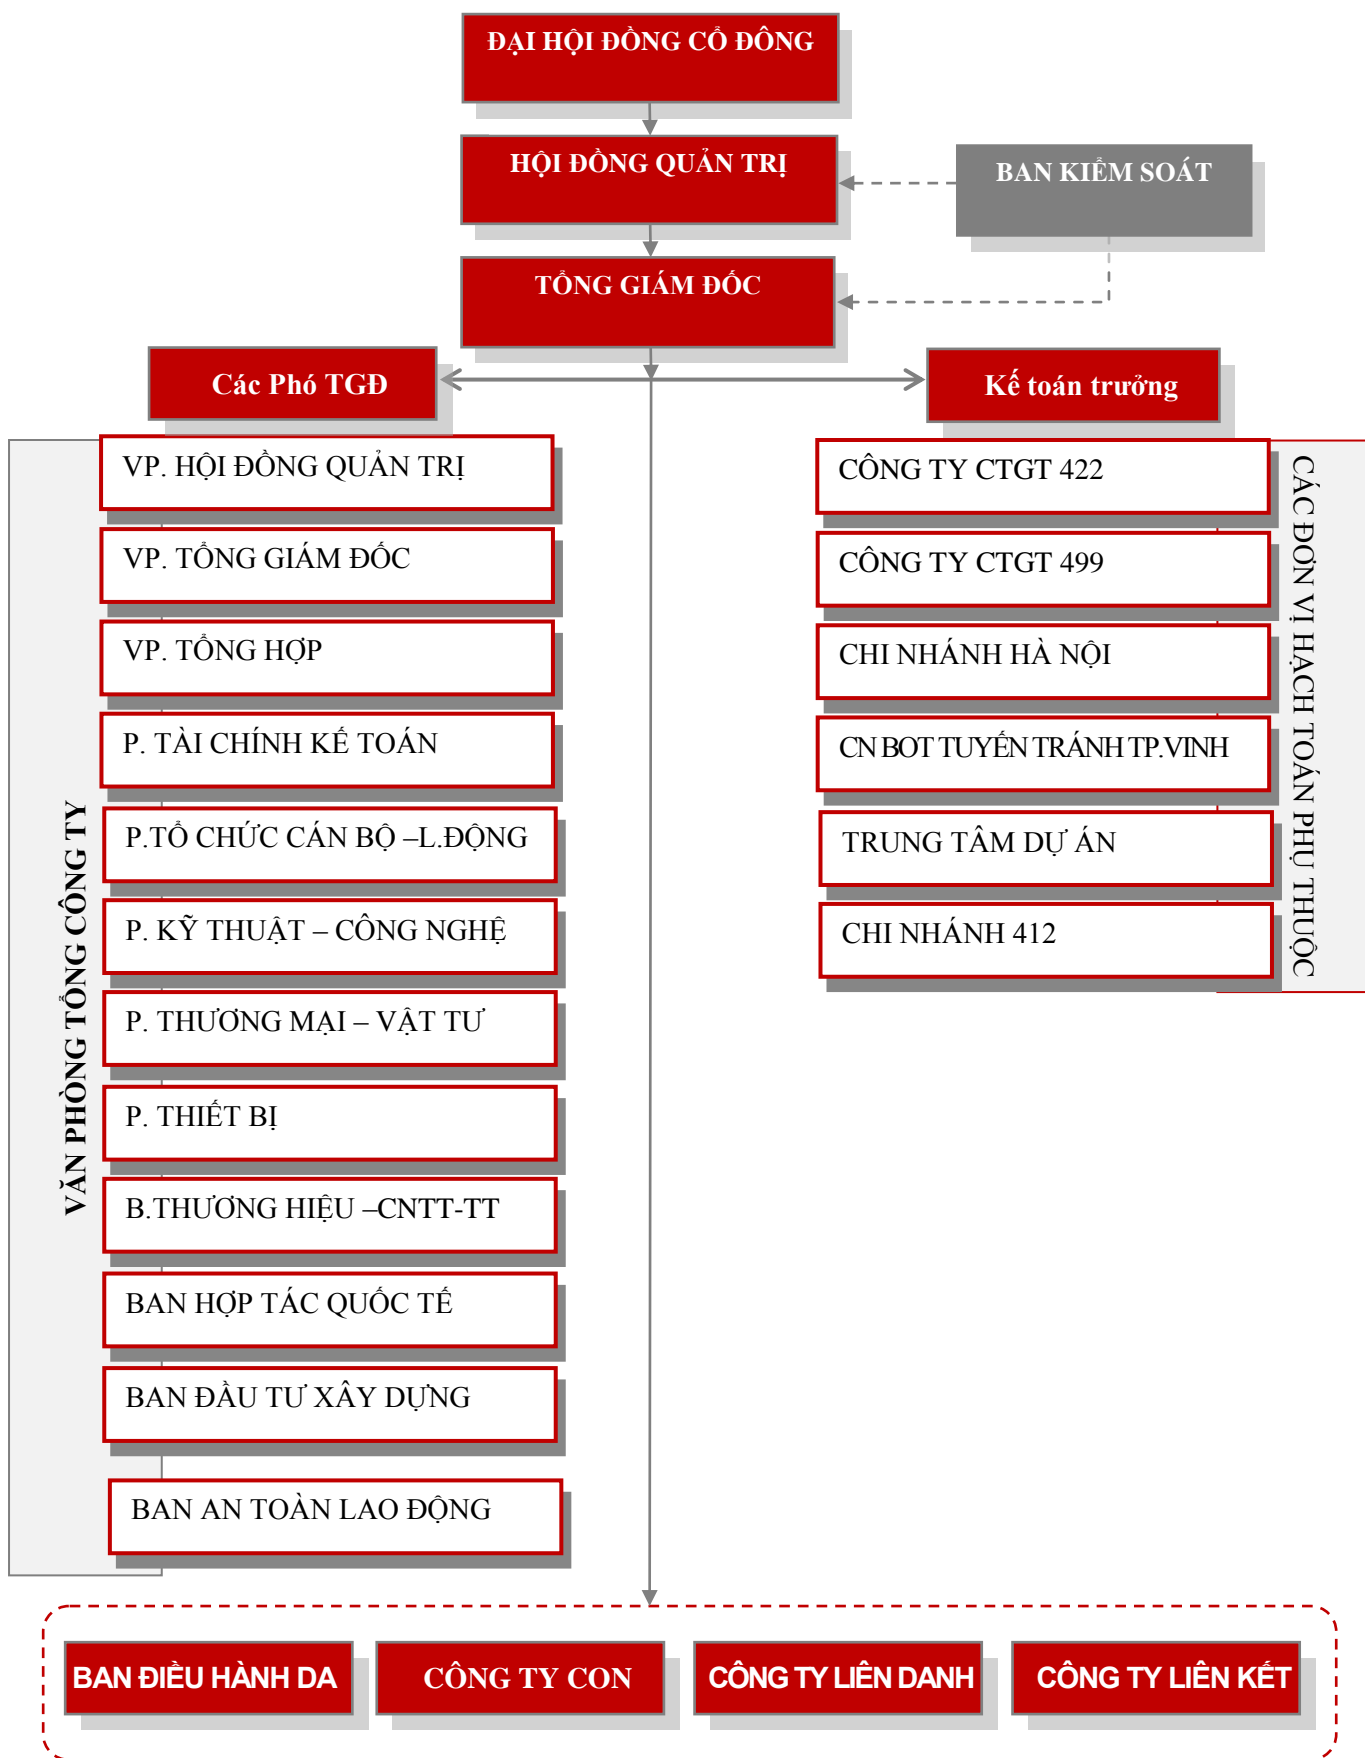 ĐẠI HỘI ĐỒNG CỔ ĐÔNG
HỘI ĐỒNG QUẢN TRỊ
BAN KIỂM SOÁT
TỔNG GIÁM ĐỐC
Các Phó TGĐ
Kế toán trưởng
VĂN PHÒNG TỔNG CÔNG TY
VP. HỘI ĐỒNG QUẢN TRỊ
VP. TỔNG GIÁM ĐỐC
VP. TỔNG HỢP
P. TÀI CHÍNH KẾ TOÁN
P.TỔ CHỨC CÁN BỘ –L.ĐỘNG
P. KỸ THUẬT – CÔNG NGHỆ
P. THƯƠNG MẠI – VẬT TƯ
P. THIẾT BỊ
B.THƯƠNG HIỆU –CNTT-TT
BAN HỢP TÁC QUỐC TẾ
BAN ĐẦU TƯ XÂY DỰNG
BAN AN TOÀN LAO ĐỘNG
CÔNG TY CTGT 422
CÔNG TY CTGT 499
CHI NHÁNH HÀ NỘI
CN BOT TUYẾN TRÁNH TP.VINH
TRUNG TÂM DỰ ÁN
CHI NHÁNH 412
CÁC ĐƠN VỊ HẠCH TOÁN PHỤ THUỘC
BAN ĐIỀU HÀNH DA
CÔNG TY CON
CÔNG TY LIÊN DANH
CÔNG TY LIÊN KẾT